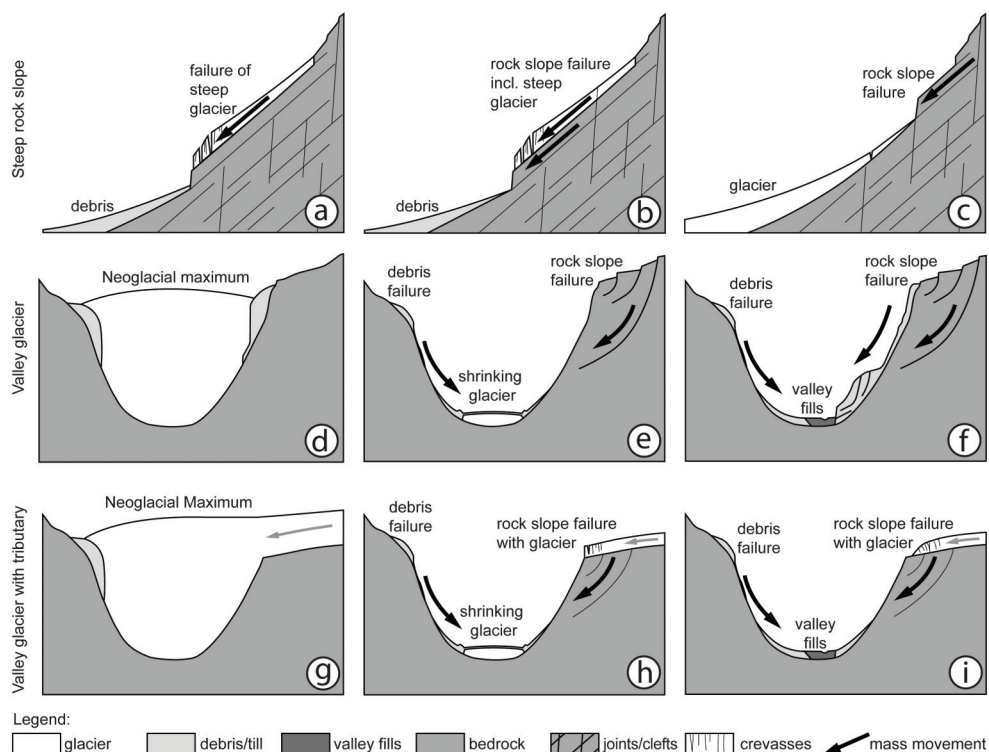 Steep rock slope
failure of
steep
glacier
debris
a
rock slope failure
incl. steep
glacier
debris
b
rock slope
failure
glacier
c
Valley glacier
Neoglacial maximum
d
debris
failure
rock slope
failure
shrinking
glacier
e
debris
failure
rock slope
failure
valley
fills
f
Valley glacier with tributary
Neoglacial Maximum
g
debris
failure
rock slope failure
with glacier
shrinking
glacier
h
debris
failure
rock slope failure
with glacier
valley
fills
i
Legend:
glacier
debris/till
valley fills
bedrock
joints/clefts
crevasses
mass movement